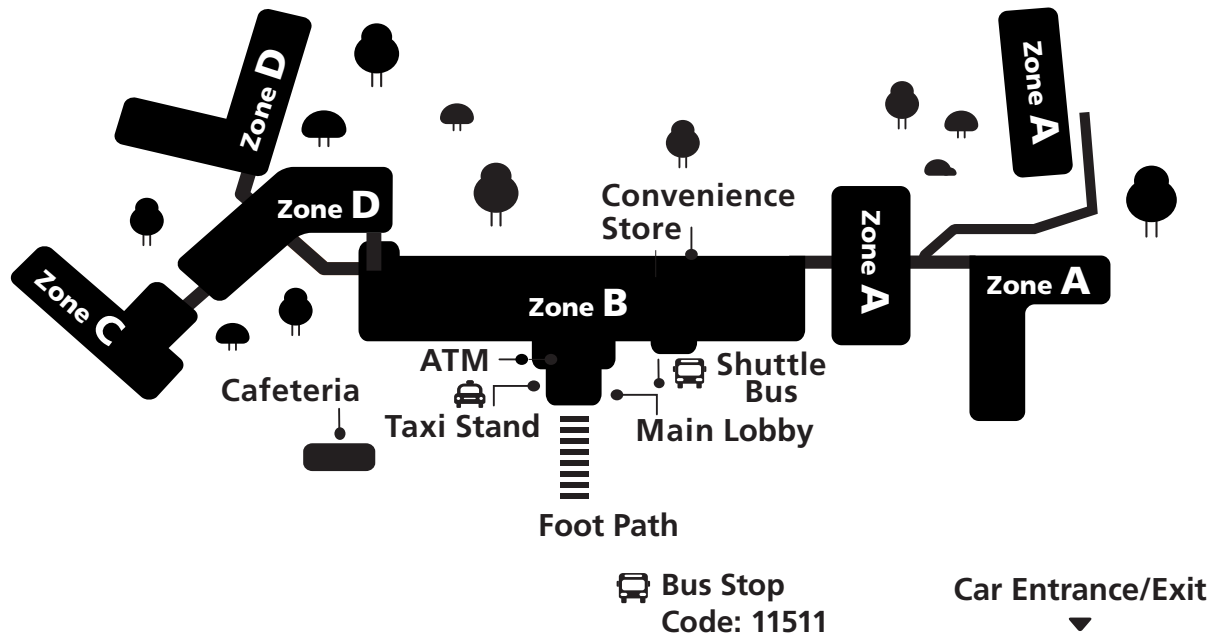 Zone D
Zone A
Zone D
Convenience
Store
Zone A
Zone C
Zone A
Zone B
ATM
Shuttle
Bus
Cafeteria
Taxi Stand
Main Lobby
Foot Path
Bus Stop
Code: 11511
Car Entrance/Exit